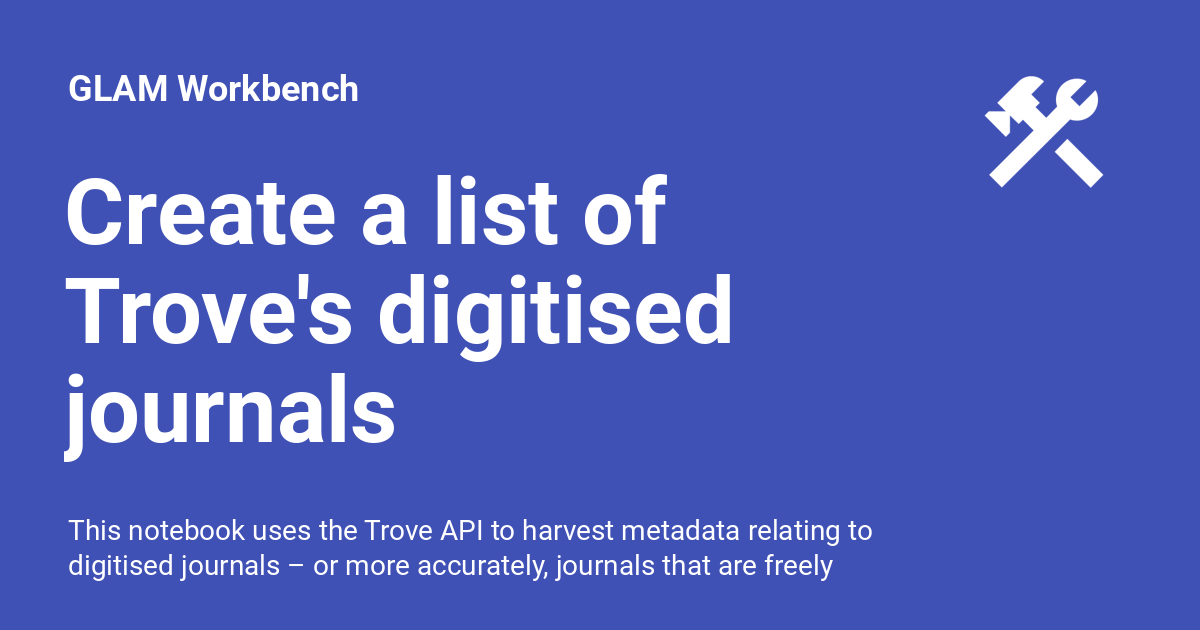 GLAM Workbench
Create a list of
Trove's digitised
journals
This notebook uses the Trove API to harvest metadata relating to
digitised journals – or more accurately, journals that are freely